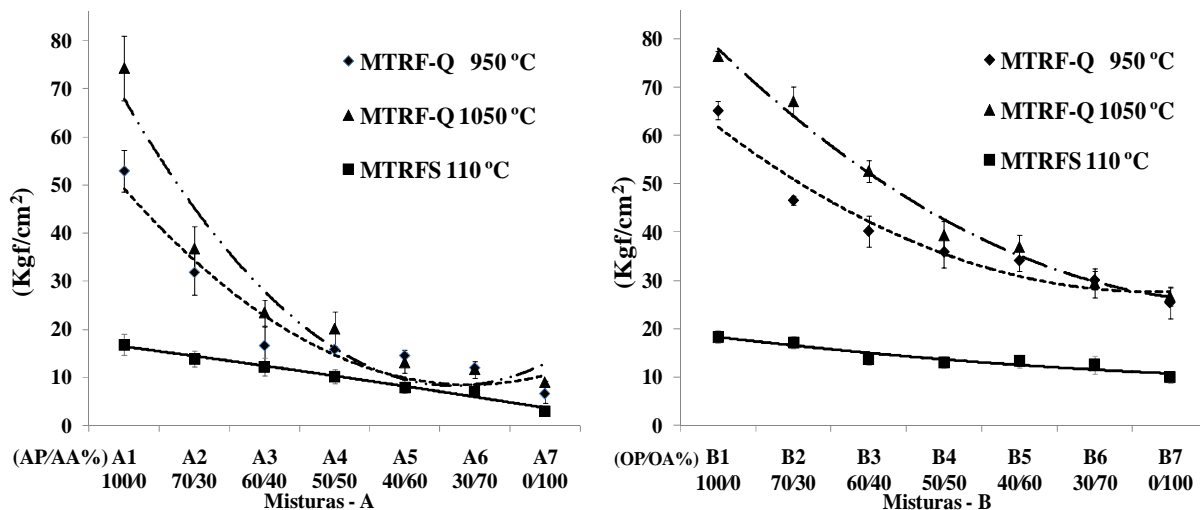 80
70
60
50
40
30
20
10
0
(Kgf/cm²)
MTRF-Q 950 ºC
MTRF-Q 1050 ºC
MTRFS 110 ºC
(AP/AA%) A1 A2 A3 A4 A5 A6 A7
100/0 70/30 60/40 50/50 40/60 30/70 0/100
Misturas - A
80
70
60
50
40
30
20
10
0
(Kgf/cm²)
MTRF-Q 950 ºC
MTRF-Q 1050 ºC
MTRFS 110 ºC
(OP/OA%) B1 B2 B3 B4 B5 B6 B7
100/0 70/30 60/40 50/50 40/60 30/70 0/100
Misturas - B